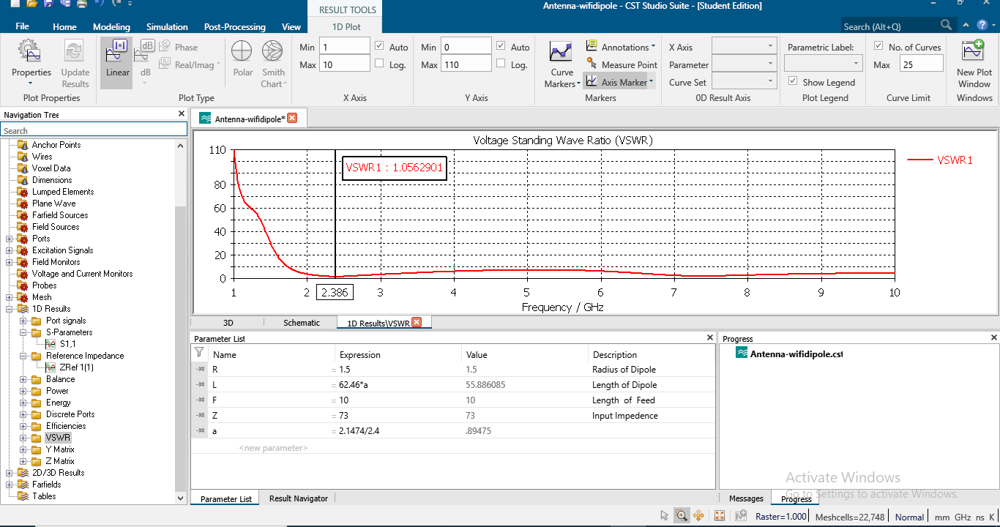 RESULT TOOLS
Antenna-wifidipole - CST Studio Suite - [Student Edition]
File Home Modeling Simulation Post-Processing View 1D Plot Search (Alt+Q)
Properties Update Results Linear dB Phase Real/Imag Polar Smith Chart
Plot Properties Plot Type
Min 1 Auto
Max 10 Log.
X Axis
Min 0 Auto
Max 110 Log.
Y Axis
Curve Markers Annotations
Measure Point
Axis Marker
Markers
X Axis
Parameter
Curve Set
0D Result Axis
Parametric Label:
Show Legend
Plot Legend
No. of Curves
Max 25
Curve Limit
New Plot Window
Windows
Navigation Tree
Search
Anchor Points
Wires
Voxel Data
Dimensions
Lumped Elements
Plane Wave
Farfield Sources
Field Sources
Ports
Excitation Signals
Field Monitors
Voltage and Current Monitors
Probes
Mesh
1D Results
Port signals
S-Parameters
S1,1
Reference Impedance
ZRef 1(1)
Balance
Power
Energy
Discrete Ports
Efficiencies
VSWR
Y Matrix
Z Matrix
2D/3D Results
Farfields
Tables
Antenna-wifidipole*
Voltage Standing Wave Ratio (VSWR)
110
80
60
40
20
0
VSWR1 : 1.0562901
VSWR1
1 2 2.386 3 4 5 6 7 8 9 10
Frequency / GHz
3D Schematic 1D Results\VSWR
Parameter List
Name Expression Value Description
R = 1.5 1.5 Radius of Dipole
L = 62.46*a 55.886085 Length of Dipole
F = 10 10 Length of Feed
Z = 73 73 Input Impedence
a = 2.1474/2.4 .89475
<new parameter>
Parameter List Result Navigator
Progress
Antenna-wifidipole.cst
Activate Windows
Go to Settings to activate Windows.
Messages Progress
Raster=1.000 Meshcells=22,748 Normal mm GHz ns K